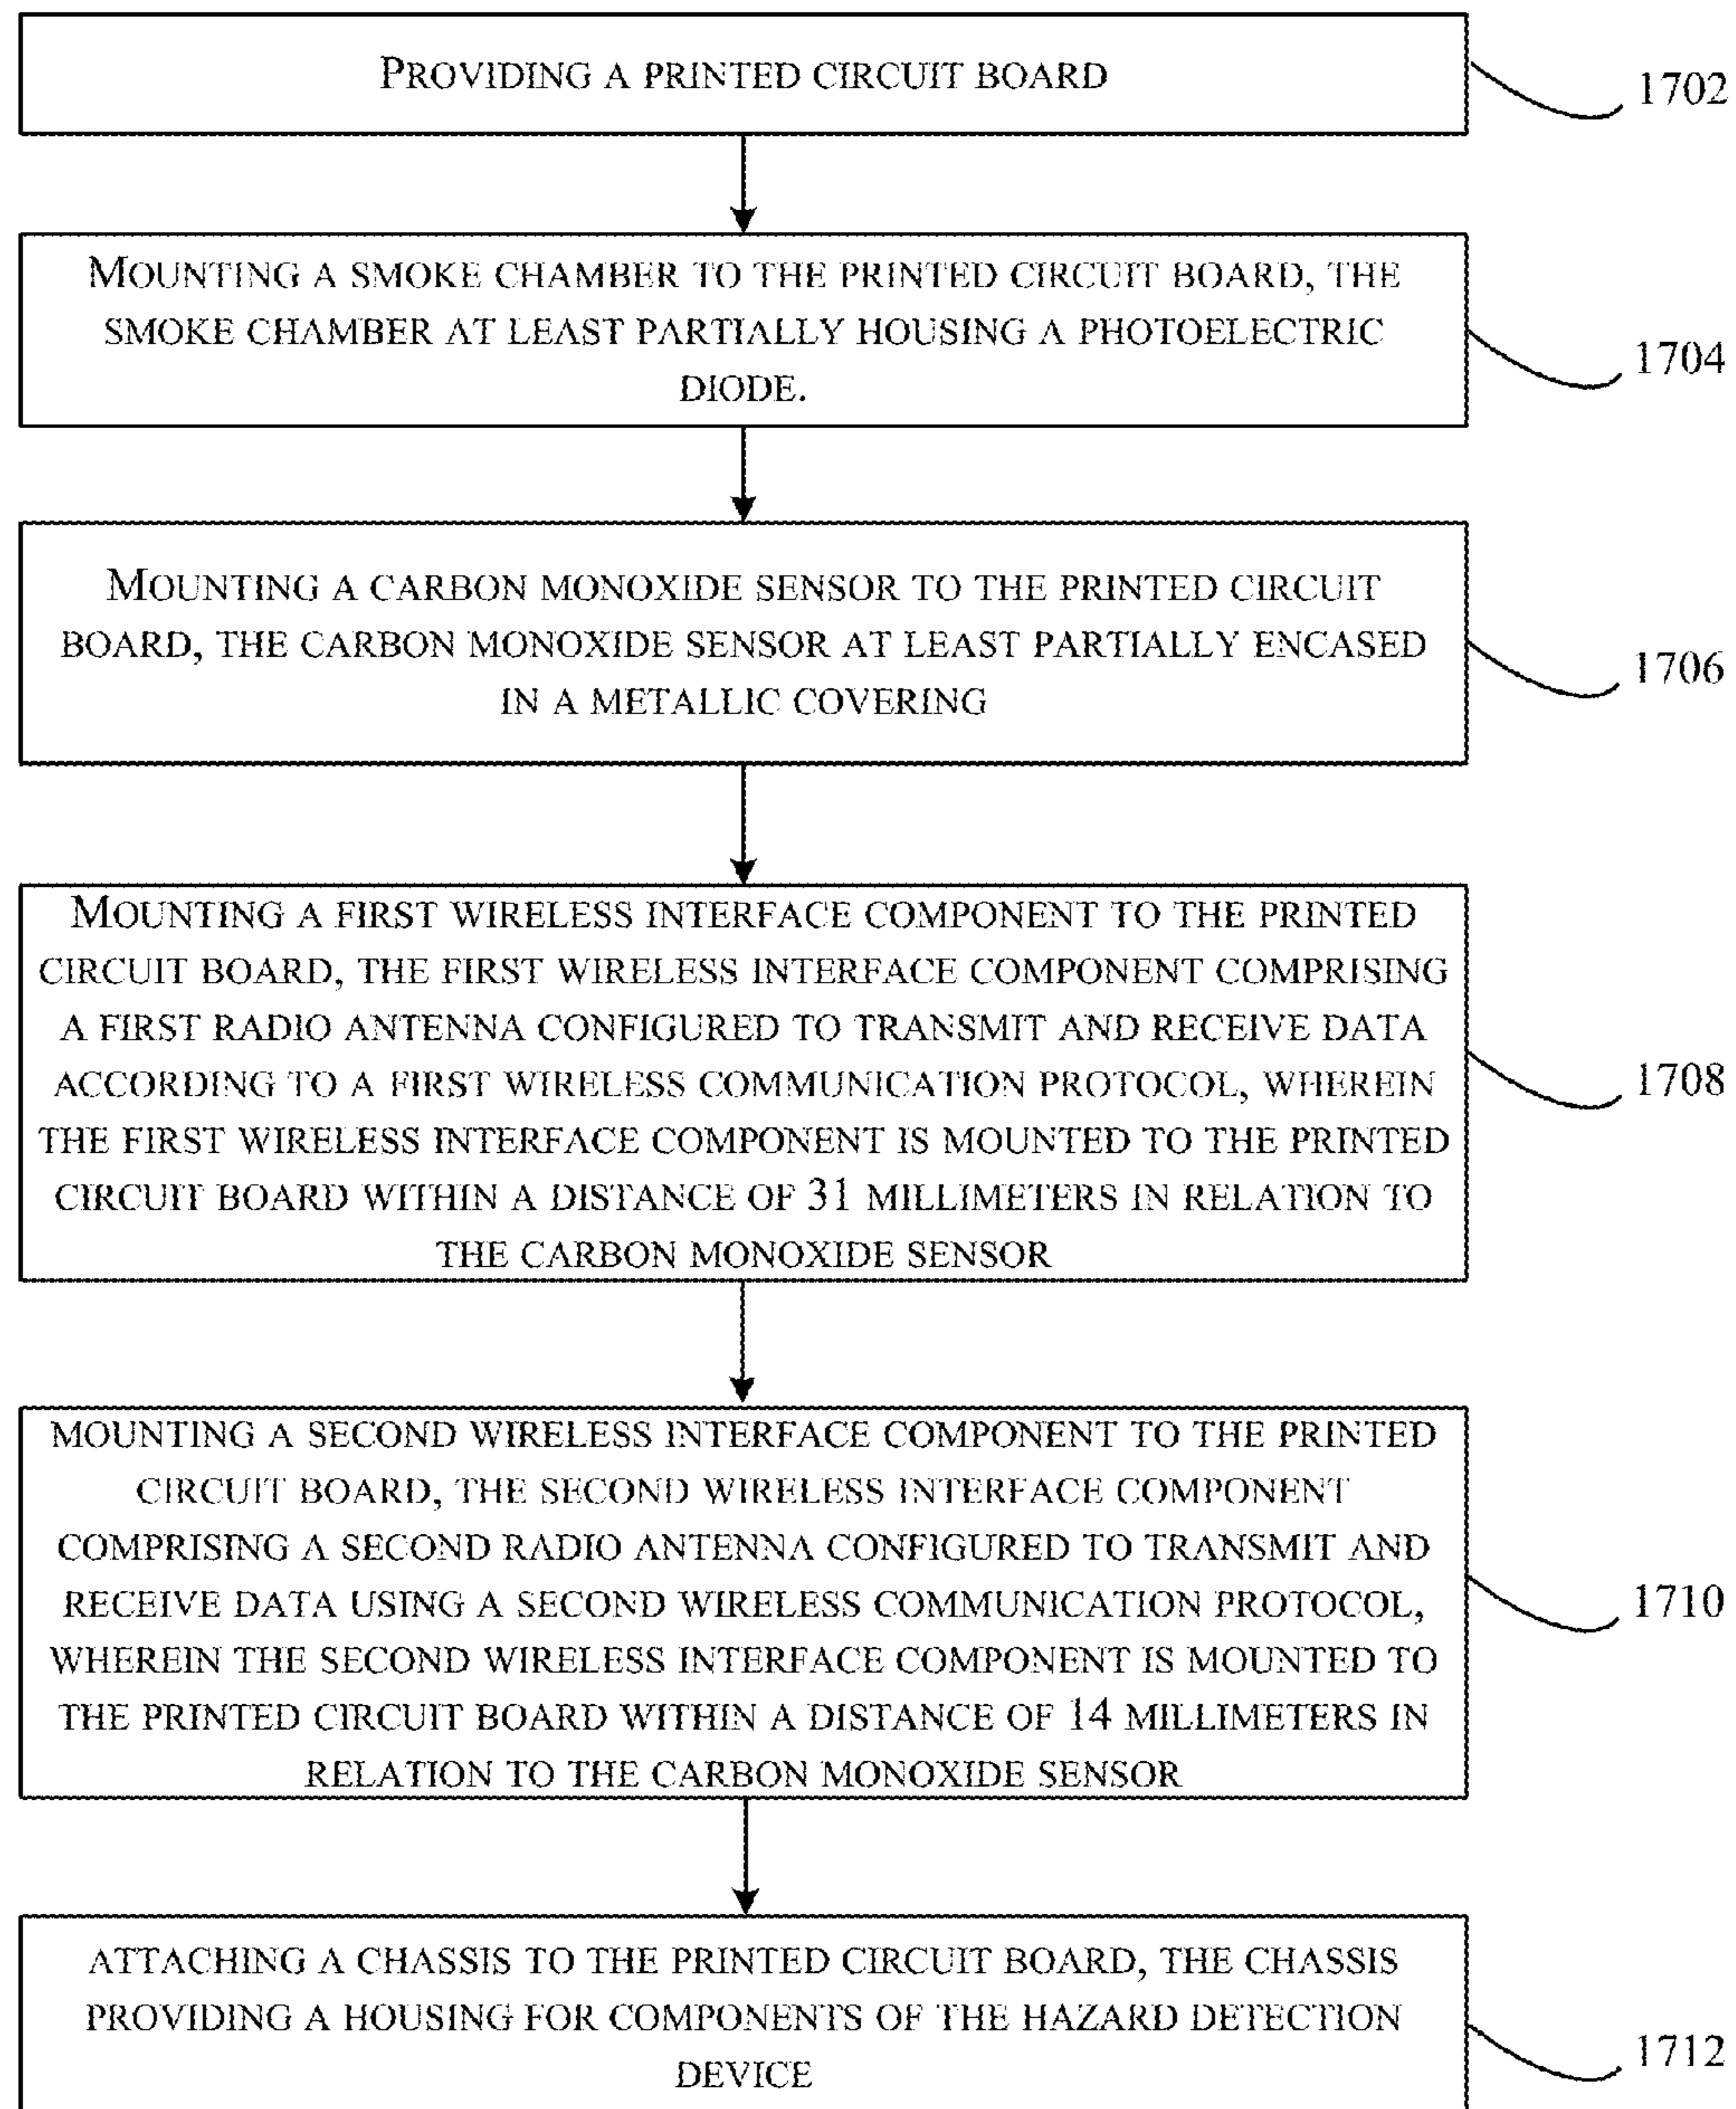 PROVIDING A PRINTED CIRCUIT BOARD
1702
MOUNTING A SMOKE CHAMBER TO THE PRINTED CIRCUIT BOARD, THE
SMOKE CHAMBER AT LEAST PARTIALLY HOUSING A PHOTOELECTRIC
DIODE.
1704
MOUNTING A CARBON MONOXIDE SENSOR TO THE PRINTED CIRCUIT
BOARD, THE CARBON MONOXIDE SENSOR AT LEAST PARTIALLY ENCASED
IN A METALLIC COVERING
1706
MOUNTING A FIRST WIRELESS INTERFACE COMPONENT TO THE PRINTED
CIRCUIT BOARD, THE FIRST WIRELESS INTERFACE COMPONENT COMPRISING
A FIRST RADIO ANTENNA CONFIGURED TO TRANSMIT AND RECEIVE DATA
ACCORDING TO A FIRST WIRELESS COMMUNICATION PROTOCOL, WHEREIN
THE FIRST WIRELESS INTERFACE COMPONENT IS MOUNTED TO THE PRINTED
CIRCUIT BOARD WITHIN A DISTANCE OF 31 MILLIMETERS IN RELATION TO
THE CARBON MONOXIDE SENSOR
1708
MOUNTING A SECOND WIRELESS INTERFACE COMPONENT TO THE PRINTED
CIRCUIT BOARD, THE SECOND WIRELESS INTERFACE COMPONENT
COMPRISING A SECOND RADIO ANTENNA CONFIGURED TO TRANSMIT AND
RECEIVE DATA USING A SECOND WIRELESS COMMUNICATION PROTOCOL,
WHEREIN THE SECOND WIRELESS INTERFACE COMPONENT IS MOUNTED TO
THE PRINTED CIRCUIT BOARD WITHIN A DISTANCE OF 14 MILLIMETERS IN
RELATION TO THE CARBON MONOXIDE SENSOR
1710
ATTACHING A CHASSIS TO THE PRINTED CIRCUIT BOARD, THE CHASSIS
PROVIDING A HOUSING FOR COMPONENTS OF THE HAZARD DETECTION
DEVICE
1712